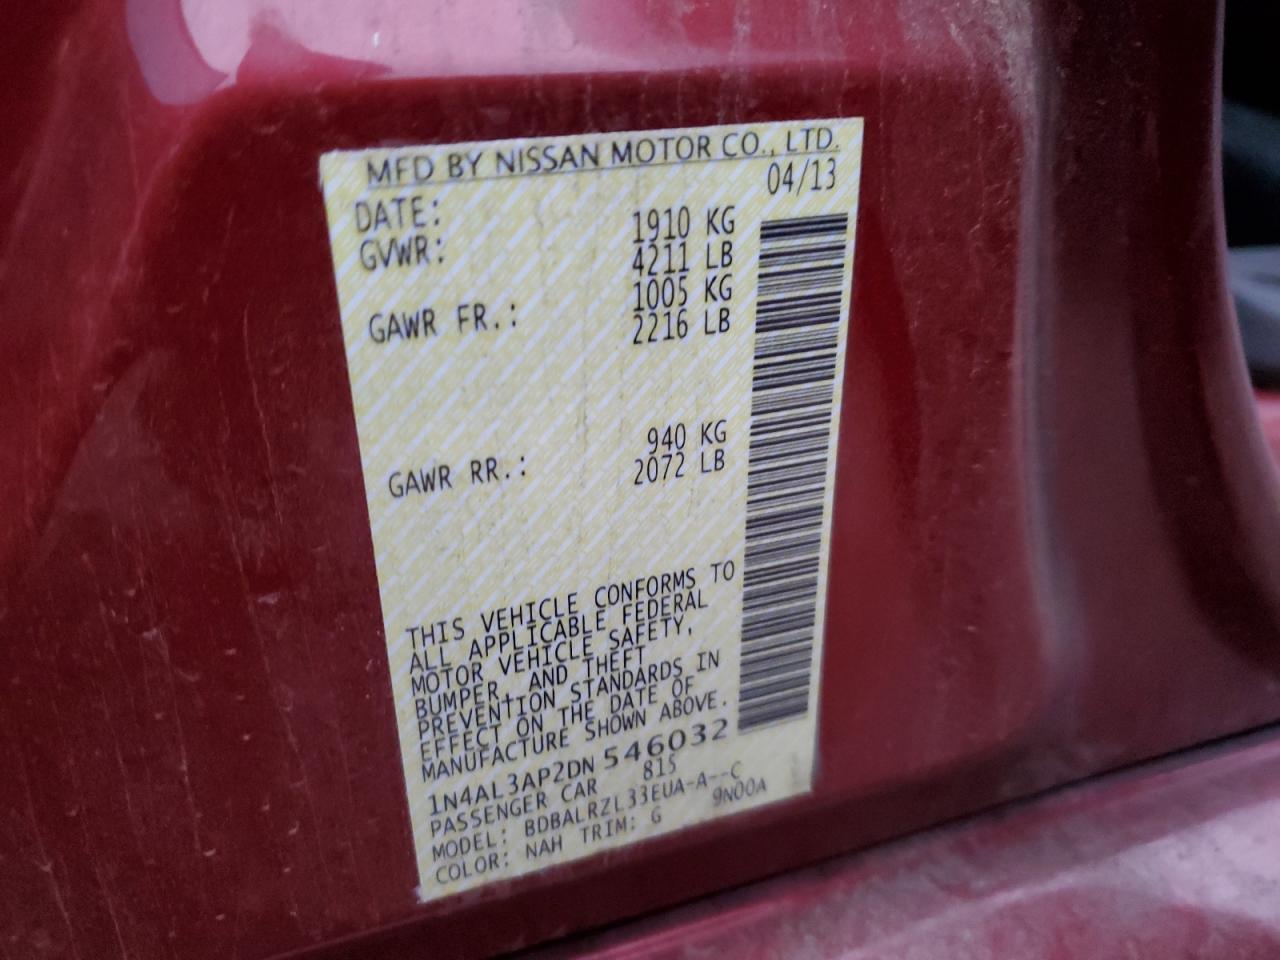 MFD BY NISSAN MOTOR CO., LTD.
DATE: 04/13
GVWR: 1910 KG
4211 LB
GAWR FR.: 1005 KG
2216 LB
GAWR RR.: 940 KG
2072 LB
THIS VEHICLE CONFORMS TO
ALL APPLICABLE FEDERAL
MOTOR VEHICLE SAFETY,
BUMPER, AND THEFT
PREVENTION STANDARDS IN
EFFECT ON THE DATE OF
MANUFACTURE SHOWN ABOVE.
1N4AL3AP2DN546032
PASSENGER CAR 815
MODEL: BDBALRZL33EUA-A--C
COLOR: NAH TRIM: G 9N00A